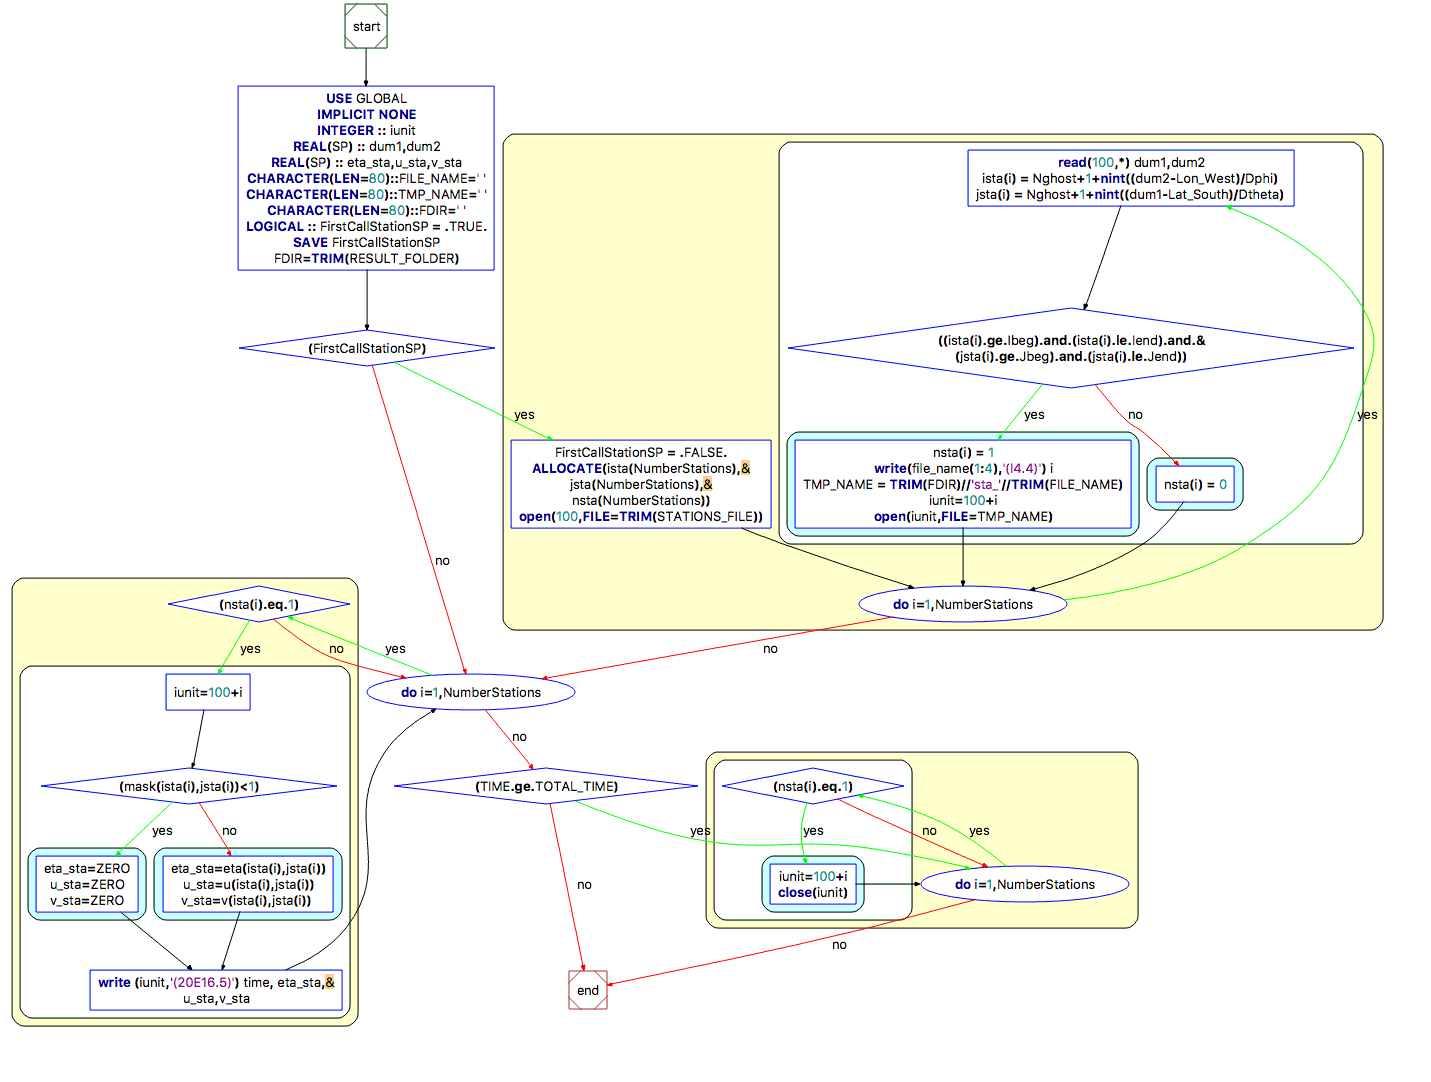 start
USE GLOBAL
IMPLICIT NONE
INTEGER :: iunit
REAL(SP) :: dum1,dum2
REAL(SP) :: eta_sta,u_sta,v_sta
CHARACTER(LEN=80)::FILE_NAME=' '
CHARACTER(LEN=80)::TMP_NAME=' '
CHARACTER(LEN=80)::FDIR=' '
LOGICAL :: FirstCallStationSP = .TRUE.
SAVE FirstCallStationSP
FDIR=TRIM(RESULT_FOLDER)
(FirstCallStationSP)
yes
no
FirstCallStationSP = .FALSE.
ALLOCATE(ista(NumberStations),&
jsta(NumberStations),&
nsta(NumberStations))
open(100,FILE=TRIM(STATIONS_FILE))
read(100,*) dum1,dum2
ista(i) = Nghost+1+nint((dum2-Lon_West)/Dphi)
jsta(i) = Nghost+1+nint((dum1-Lat_South)/Dtheta)
((ista(i).ge.Ibeg).and.(ista(i).le.Iend).and.&
(jsta(i).ge.Jbeg).and.(jsta(i).le.Jend))
yes
no
yes
nsta(i) = 1
write(file_name(1:4),'(I4.4)') i
TMP_NAME = TRIM(FDIR)//'sta_'//TRIM(FILE_NAME)
iunit=100+i
open(iunit,FILE=TMP_NAME)
nsta(i) = 0
do i=1,NumberStations
no
(nsta(i).eq.1)
yes
no
yes
iunit=100+i
do i=1,NumberStations
no
(mask(ista(i),jsta(i))<1)
yes
no
eta_sta=ZERO
u_sta=ZERO
v_sta=ZERO
eta_sta=eta(ista(i),jsta(i))
u_sta=u(ista(i),jsta(i))
v_sta=v(ista(i),jsta(i))
write (iunit,'(20E16.5)') time, eta_sta,&
u_sta,v_sta
(TIME.ge.TOTAL_TIME)
yes
no
(nsta(i).eq.1)
yes
no
yes
iunit=100+i
close(iunit)
do i=1,NumberStations
no
end